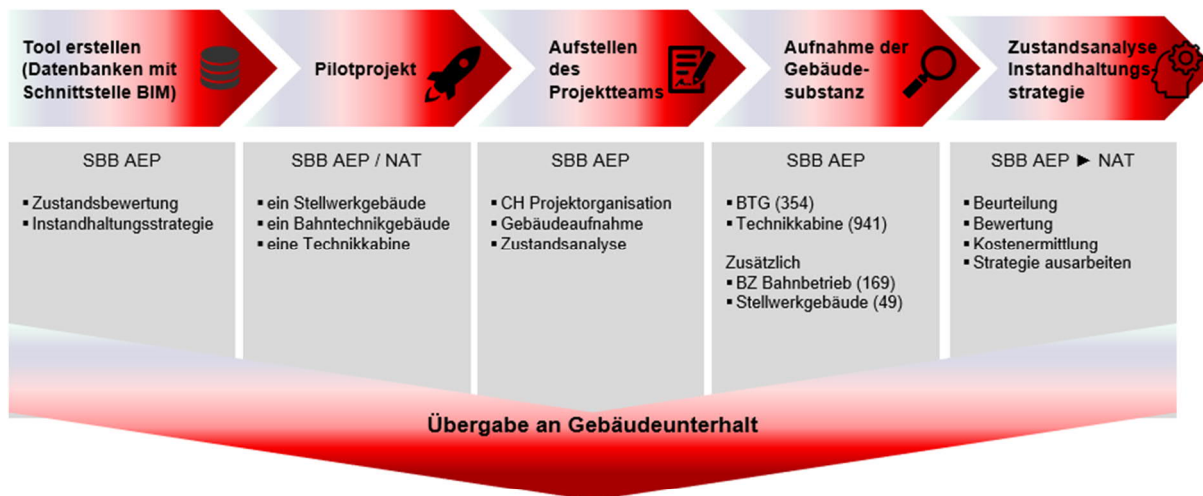 Tool erstellen
(Datenbanken mit
Schnittstelle BIM)
Pilotprojekt
Aufstellen
des
Projektteams
Aufnahme der
Gebäude-
substanz
Zustandsanalyse
Instandhaltungs
strategie
SBB AEP
▪ Zustandsbewertung
▪ Instandhaltungsstrategie
SBB AEP / NAT
▪ ein Stellwerkgebäude
▪ ein Bahntechnikgebäude
▪ eine Technikkabine
SBB AEP
▪ CH Projektorganisation
▪ Gebäudeaufnahme
▪ Zustandsanalyse
SBB AEP
▪ BTG (354)
▪ Technikkabine (941)
Zusätzlich
▪ BZ Bahnbetrieb (169)
▪ Stellwerkgebäude (49)
SBB AEP ► NAT
▪ Beurteilung
▪ Bewertung
▪ Kostenermittlung
▪ Strategie ausarbeiten
Übergabe an Gebäudeunterhalt